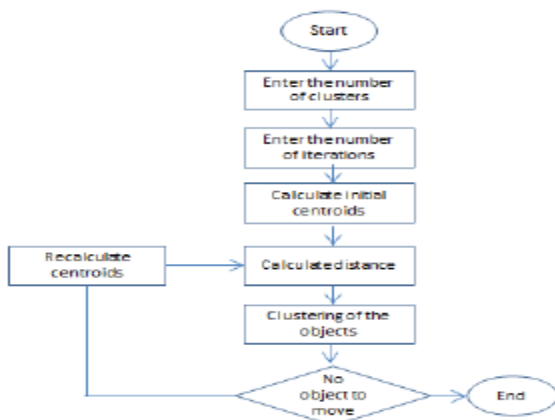 Start
Enter the number
of clusters
Enter the number
of iterations
Calculate initial
centroids
Recalculate
centroids
Calculate distance
Clustering of the
objects
No
object to
move
End